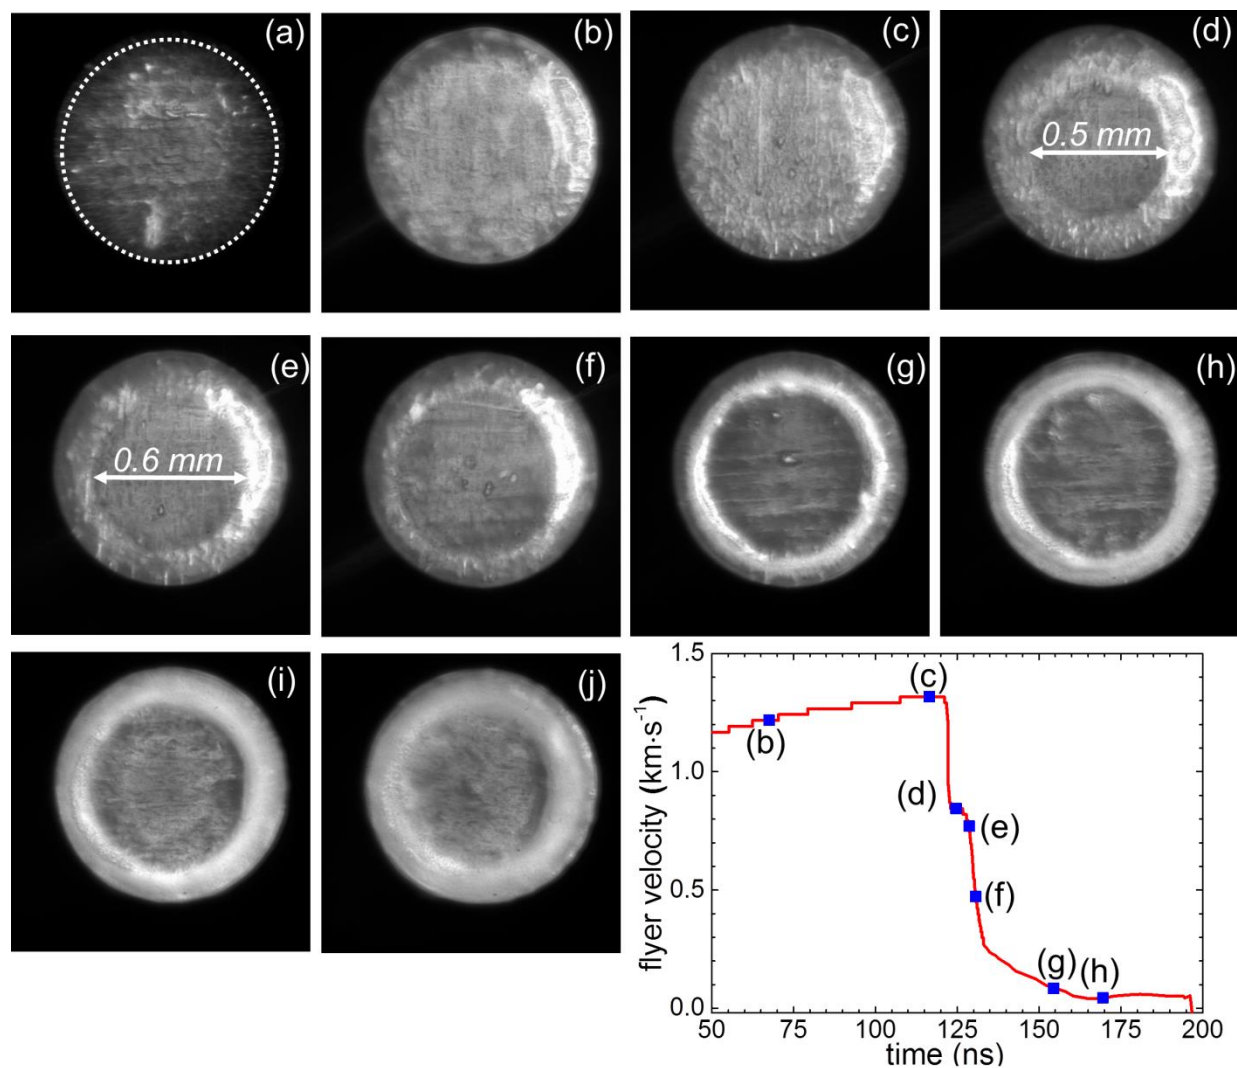 (a)
(b)
(c)
(d)
0.5 mm
(e)
(f)
(g)
(h)
0.6 mm
(i)
(j)
1.5
1.0
0.5
0.0
flyer velocity (km·s⁻¹)
(b)
(c)
(d)
(e)
(f)
(g)
(h)
50
75
100
125
150
175
200
time (ns)